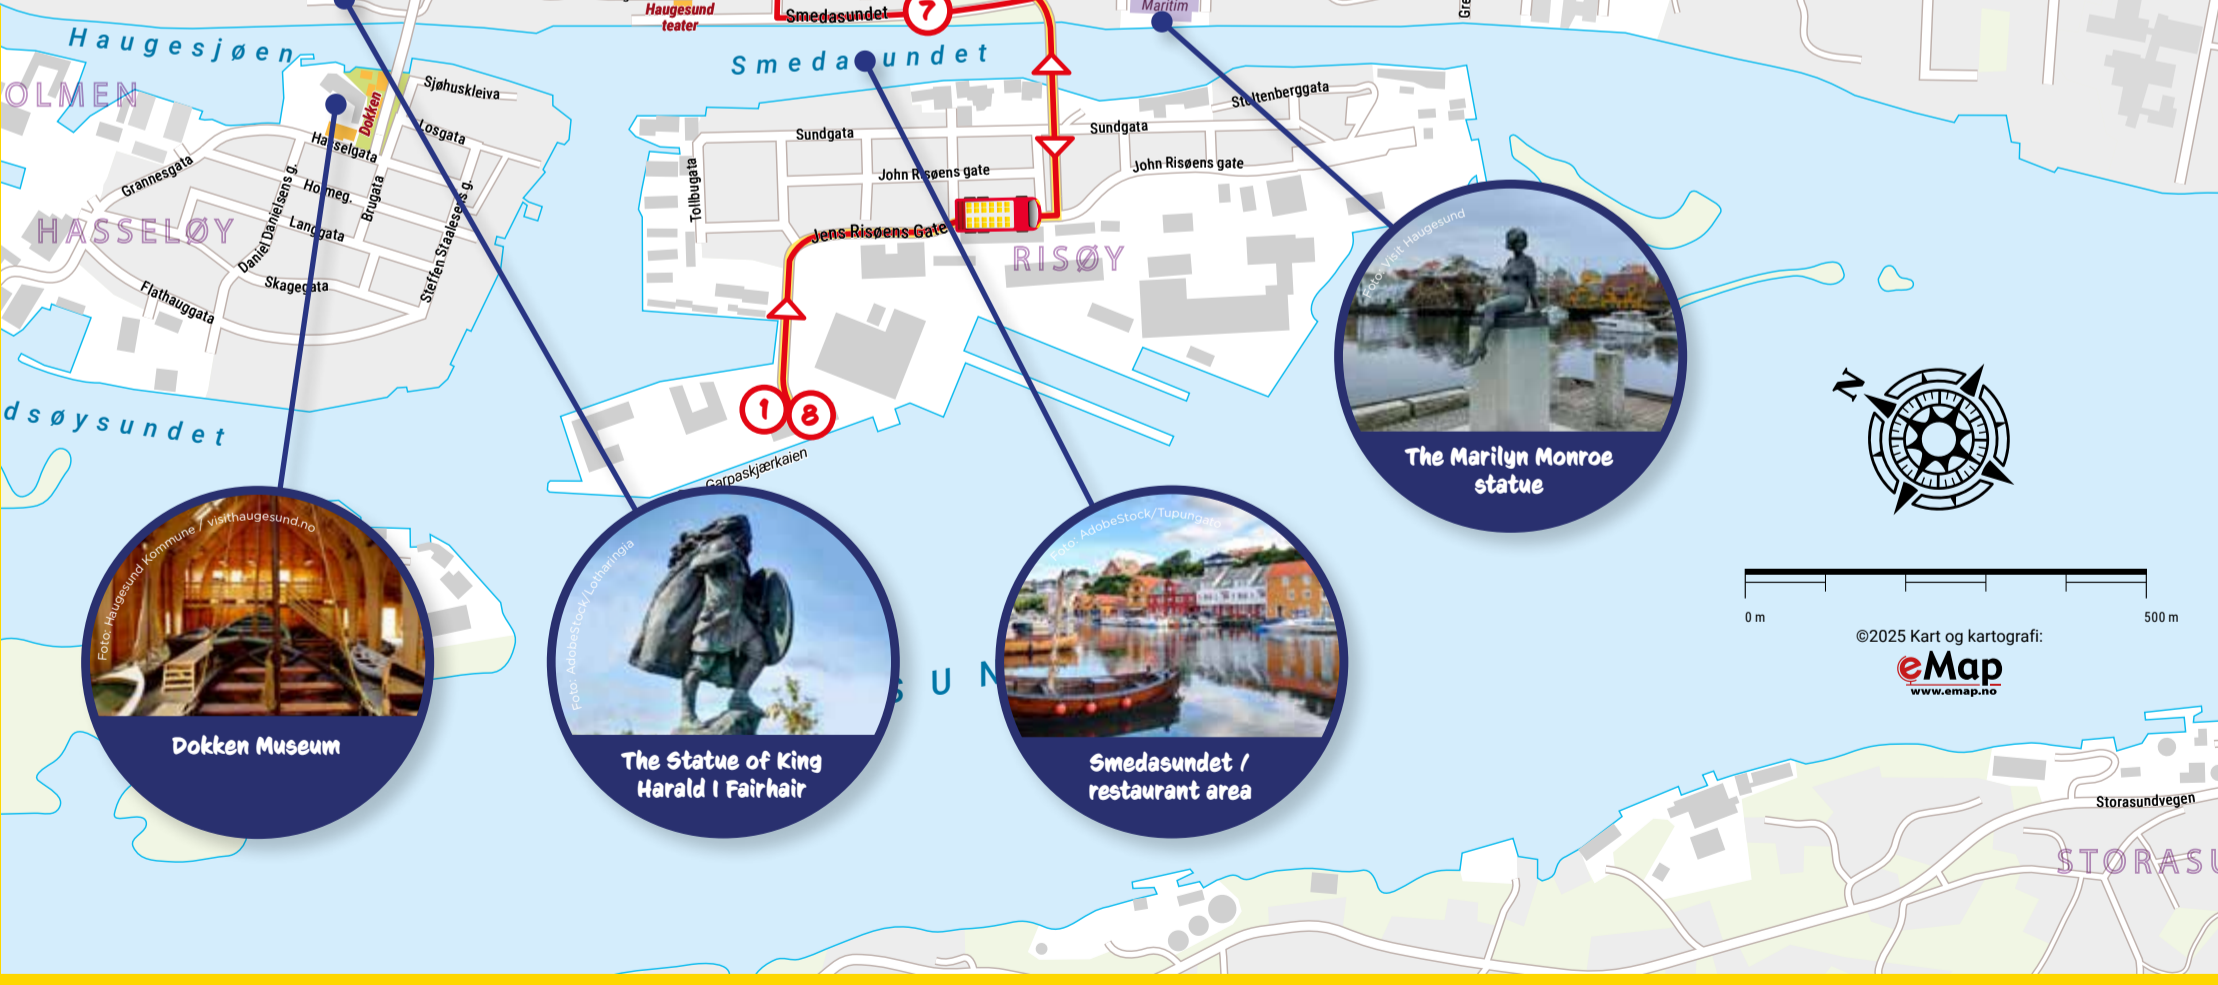 Haugesund
teater
Smedasundet
7
Maritim
Haugesjøen
Smedasundet
OLMEN
Dokken
Sjøhuskleiva
Losgata
Hasselgata
Grannesgata
Holmeg.
Daniel Danielsens g.
Brugata
Langgata
Steffen Staalesens g.
HASSELØY
Skagegata
Flathauggata
dsøysundet
Sundgata
Sundgata
Stoltenberggata
Tollbugata
John Risøens gate
John Risøens gate
Jens Risøens Gate
RISØY
1
8
Garpaskjærkaien
Foto: Visit Haugesund
The Marilyn Monroe
statue
N
Foto: Haugesund Kommune / visithaugesund.no
Dokken Museum
Foto: AdobeStock/Lotharingia
The Statue of King
Harald I Fairhair
SUN
Foto: AdobeStock/Tupungato
Smedasundet /
restaurant area
0 m
500 m
©2025 Kart og kartografi:
eMap
www.emap.no
Storasundvegen
STORASU